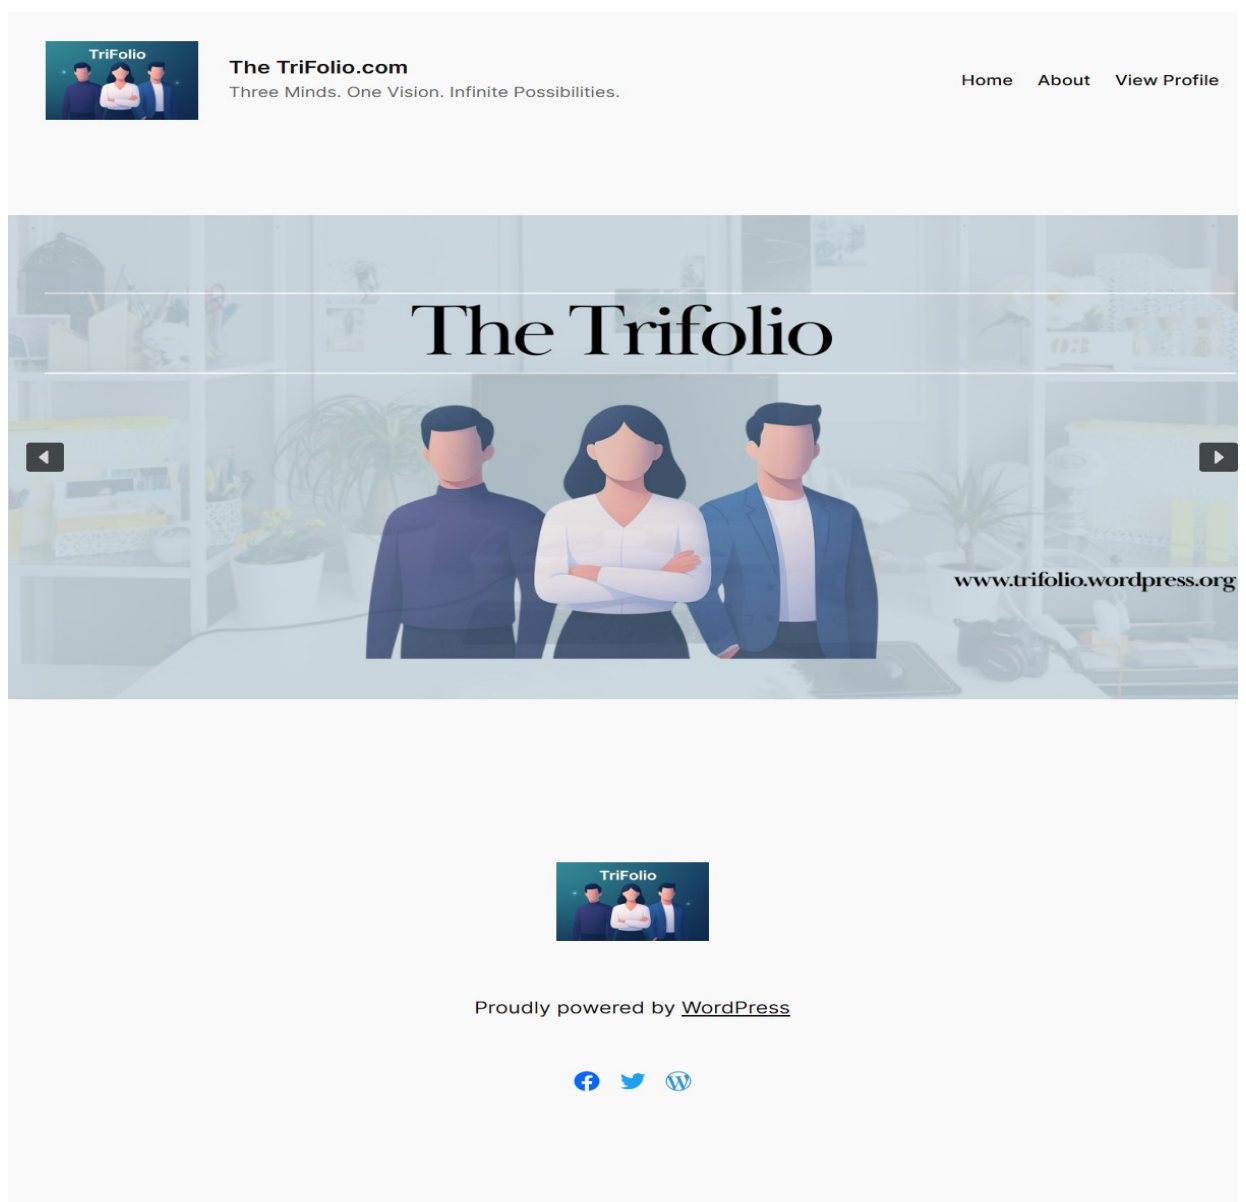 TriFolio
The TriFolio.com
Three Minds. One Vision. Infinite Possibilities.
Home About View Profile
The Trifolio
03
www.trifolio.wordpress.org
TriFolio
Proudly powered by WordPress